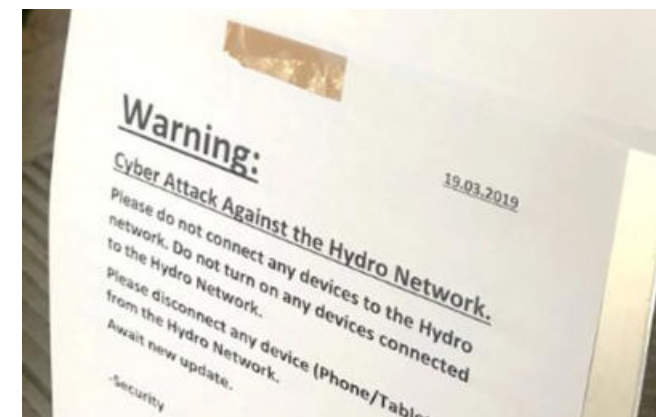 Warning:
19.03.2019
Cyber Attack Against the Hydro Network.
Please do not connect any devices to the Hydro
network. Do not turn on any devices connected
to the Hydro Network.
Please disconnect any device (Phone/Table
from the Hydro Network.
Await new update.
-Security